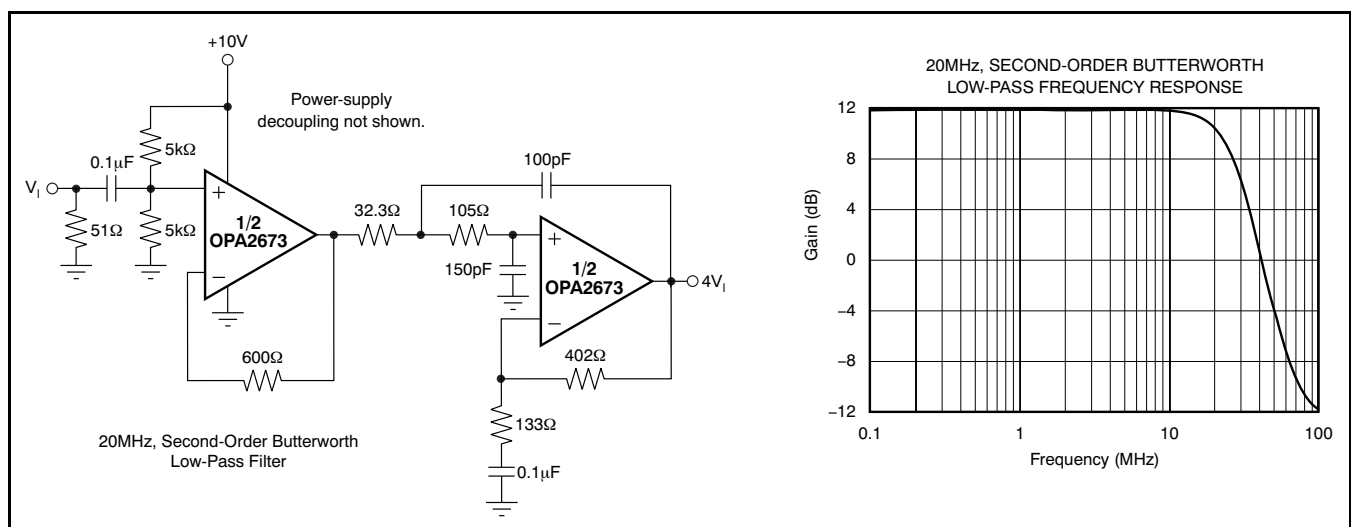 +10V
Power-supply
decoupling not shown.
5kΩ
0.1μF
V_I
51Ω
5kΩ
+
1/2
OPA2673
−
600Ω
32.3Ω
105Ω
100pF
150pF
+
1/2
OPA2673
−
4V_I
402Ω
133Ω
0.1μF
20MHz, Second-Order Butterworth
Low-Pass Filter
20MHz, SECOND-ORDER BUTTERWORTH
LOW-PASS FREQUENCY RESPONSE
Gain (dB)
12
8
4
0
−4
−8
−12
0.1
1
10
100
Frequency (MHz)